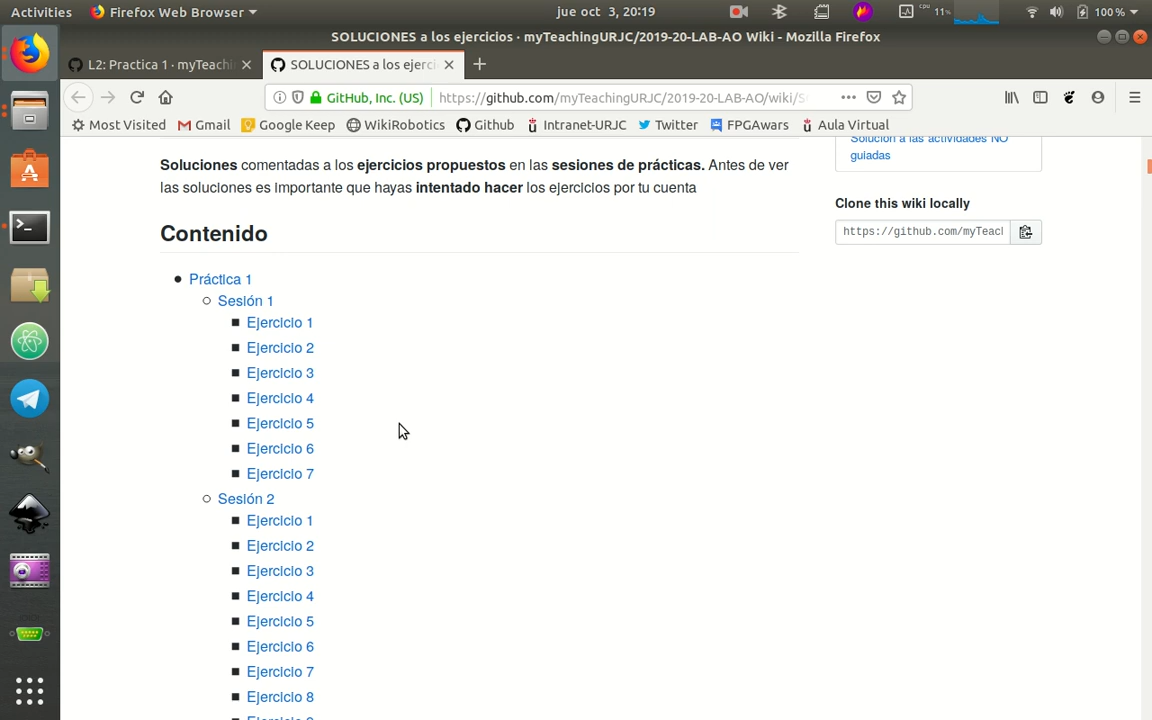 Activities
Firefox Web Browser
jue oct 3, 20:19
cpu 11%
100 %
SOLUCIONES a los ejercicios · myTeachingURJC/2019-20-LAB-AO Wiki - Mozilla Firefox
L2: Practica 1 · myTeachi
SOLUCIONES a los ejerci
GitHub, Inc. (US)
https://github.com/myTeachingURJC/2019-20-LAB-AO/wiki/S
Most Visited
Gmail
Google Keep
WikiRobotics
Github
Intranet-URJC
Twitter
FPGAwars
Aula Virtual
Soluciones comentadas a los ejercicios propuestos en las sesiones de prácticas. Antes de ver
las soluciones es importante que hayas intentado hacer los ejercicios por tu cuenta
Contenido
Práctica 1
Sesión 1
Ejercicio 1
Ejercicio 2
Ejercicio 3
Ejercicio 4
Ejercicio 5
Ejercicio 6
Ejercicio 7
Sesión 2
Ejercicio 1
Ejercicio 2
Ejercicio 3
Ejercicio 4
Ejercicio 5
Ejercicio 6
Ejercicio 7
Ejercicio 8
Solución a las actividades NO
guiadas
Clone this wiki locally
https://github.com/myTeacl